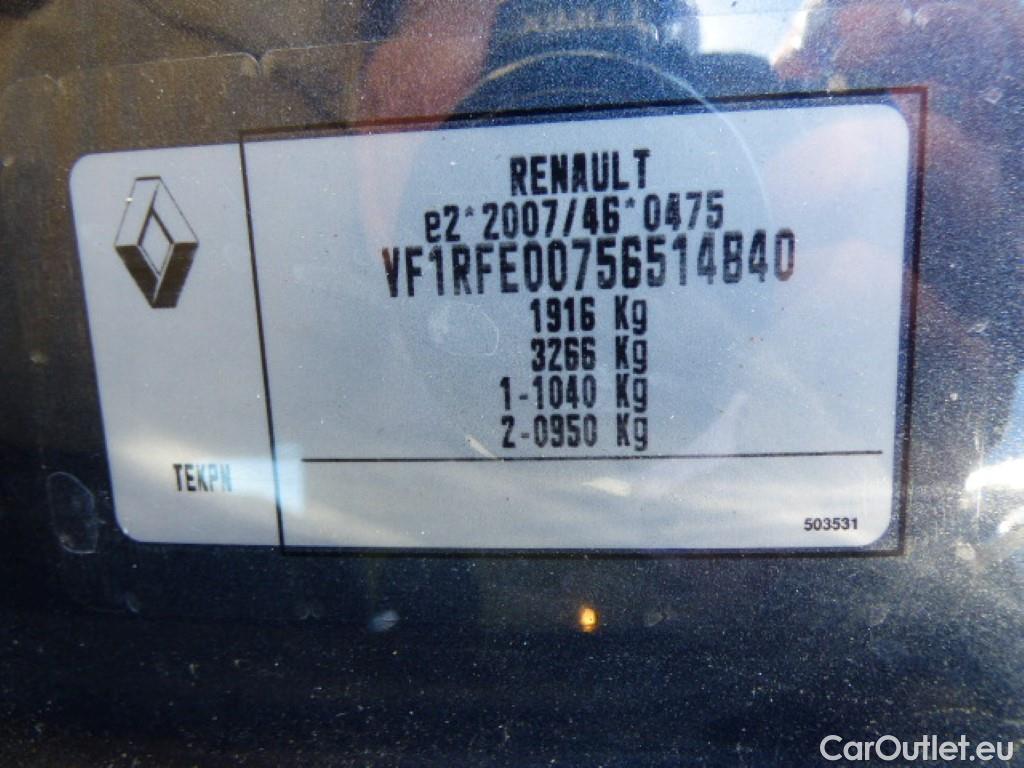 RENAULT
e2*2007/46*0475
VF1RFE00756514840
1916 Kg
3266 Kg
1-1040 Kg
2-0950 Kg
TEKPN
503531
CarOutlet.eu